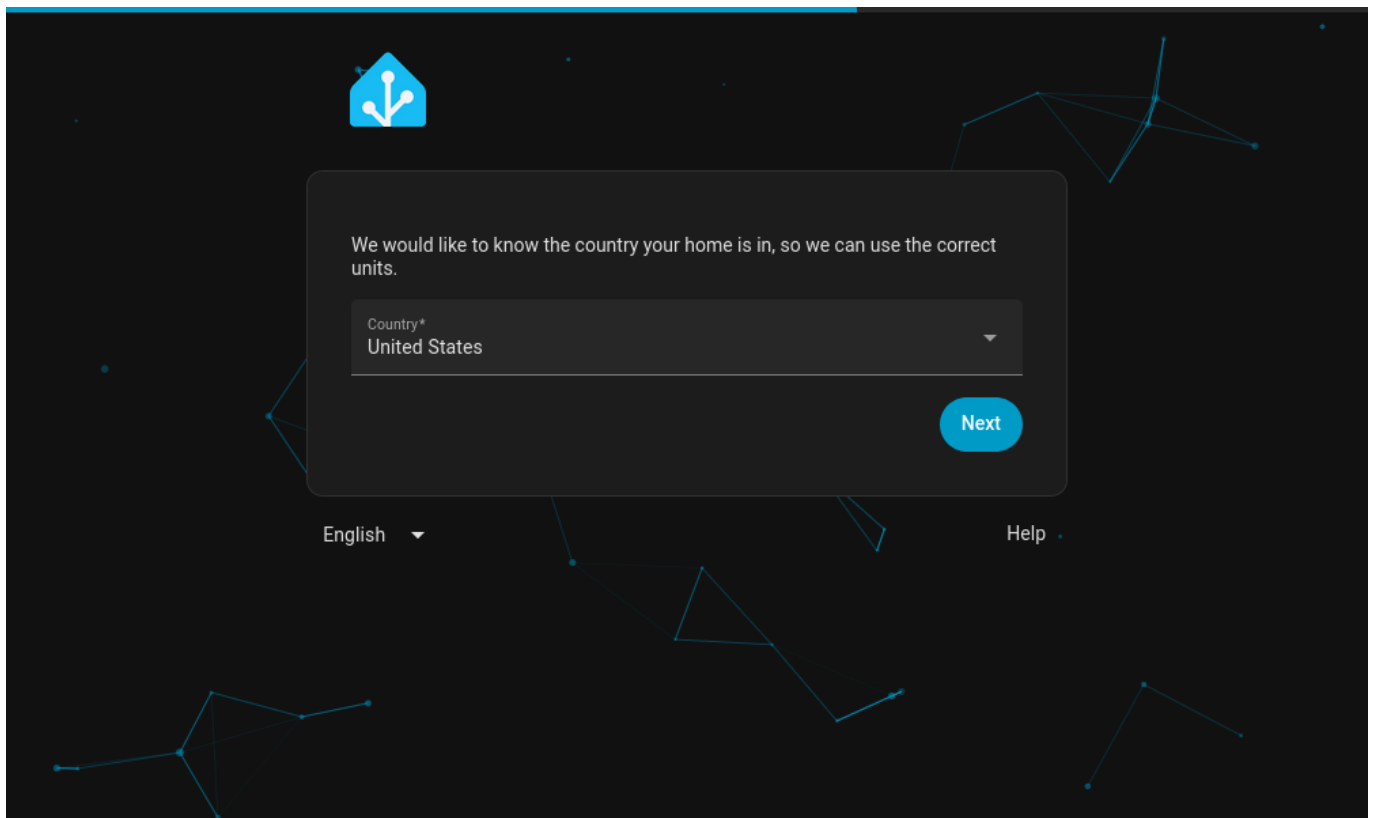 We would like to know the country your home is in, so we can use the correct
units.
Country*
United States
Next
English
Help